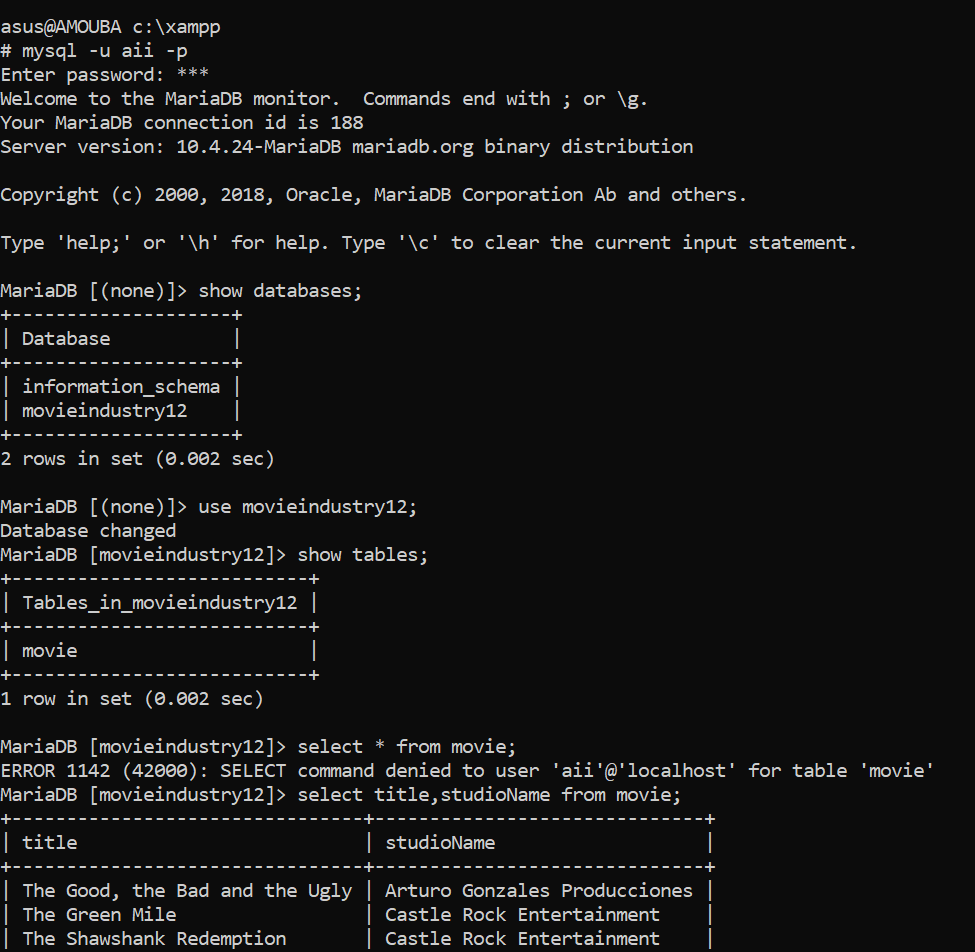 asus@AMOUBA c:\xampp
# mysql -u aii -p
Enter password: ***
Welcome to the MariaDB monitor.  Commands end with ; or \g.
Your MariaDB connection id is 188
Server version: 10.4.24-MariaDB mariadb.org binary distribution

Copyright (c) 2000, 2018, Oracle, MariaDB Corporation Ab and others.

Type 'help;' or '\h' for help. Type '\c' to clear the current input statement.

MariaDB [(none)]> show databases;
+--------------------+
| Database           |
+--------------------+
| information_schema |
| movieindustry12    |
+--------------------+
2 rows in set (0.002 sec)

MariaDB [(none)]> use movieindustry12;
Database changed
MariaDB [movieindustry12]> show tables;
+---------------------------+
| Tables_in_movieindustry12 |
+---------------------------+
| movie                     |
+---------------------------+
1 row in set (0.002 sec)

MariaDB [movieindustry12]> select * from movie;
ERROR 1142 (42000): SELECT command denied to user 'aii'@'localhost' for table 'movie'
MariaDB [movieindustry12]> select title,studioName from movie;
+--------------------------------+------------------------------+
| title                          | studioName                   |
+--------------------------------+------------------------------+
| The Good, the Bad and the Ugly | Arturo Gonzales Producciones |
| The Green Mile                 | Castle Rock Entertainment    |
| The Shawshank Redemption       | Castle Rock Entertainment    |